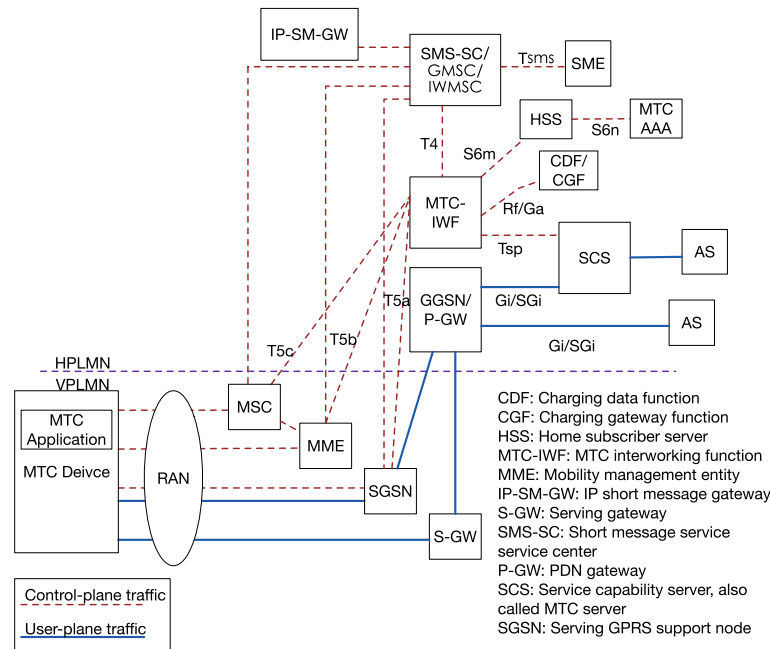 IP-SM-GW
SMS-SC/
GMSC/
IWMSC
Tsms
SME
HSS
S6n
MTC
AAA
T4
S6m
CDF/
CGF
MTC-
IWF
Rf/Ga
Tsp
SCS
AS
T5a
GGSN/
P-GW
Gi/SGi
AS
Gi/SGi
T5b
T5c
HPLMN
VPLMN
MTC
Application
MTC Deivce
RAN
MSC
MME
SGSN
S-GW
CDF: Charging data function
CGF: Charging gateway function
HSS: Home subscriber server
MTC-IWF: MTC interworking function
MME: Mobility management entity
IP-SM-GW: IP short message gateway
S-GW: Serving gateway
SMS-SC: Short message service
service center
P-GW: PDN gateway
SCS: Service capability server, also
called MTC server
SGSN: Serving GPRS support node
Control-plane traffic
User-plane traffic